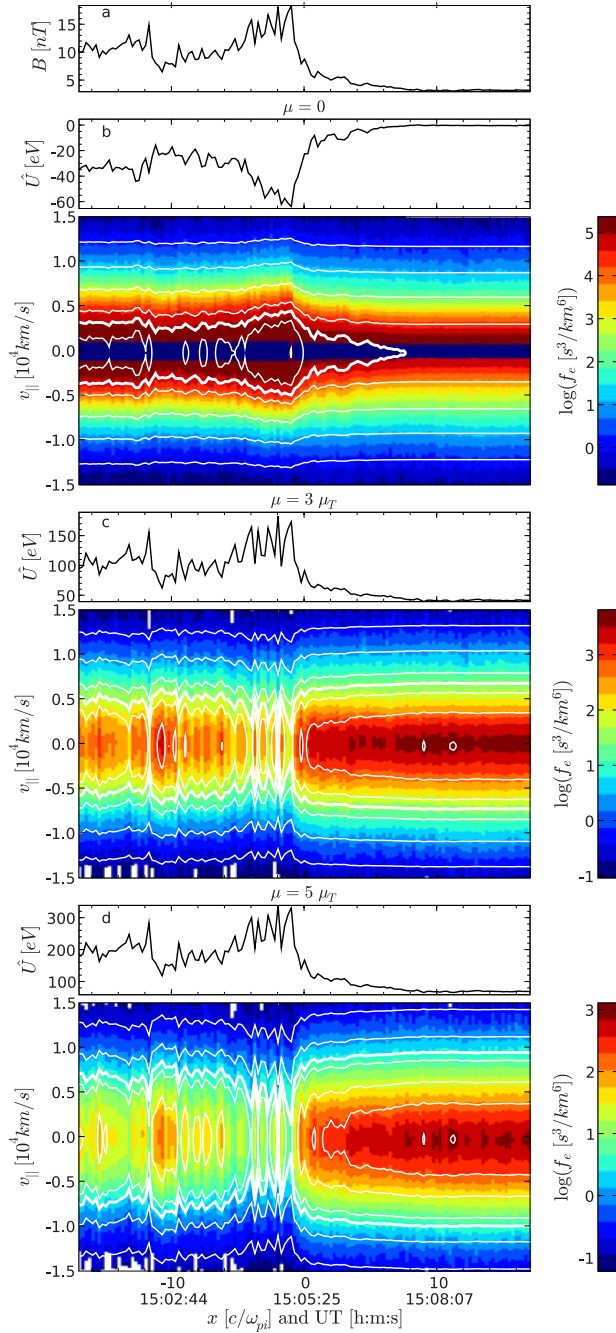 a
B [nT]
15
10
5
μ = 0
b
Û [eV]
0
-20
-40
-60
1.5
1.0
0.5
0.0
-0.5
-1.0
-1.5
v|| [10⁴km/s]
5
4
3
2
1
0
log(fₑ [s³/km⁶])
μ = 3 μ_T
c
Û [eV]
150
100
50
1.5
1.0
0.5
0.0
-0.5
-1.0
-1.5
v|| [10⁴km/s]
3
2
1
0
-1
log(fₑ [s³/km⁶])
μ = 5 μ_T
d
Û [eV]
300
200
100
1.5
1.0
0.5
0.0
-0.5
-1.0
-1.5
v|| [10⁴km/s]
3
2
1
0
-1
log(fₑ [s³/km⁶])
-10 0 10
15:02:44 15:05:25 15:08:07
x [c/ω_pi] and UT [h:m:s]